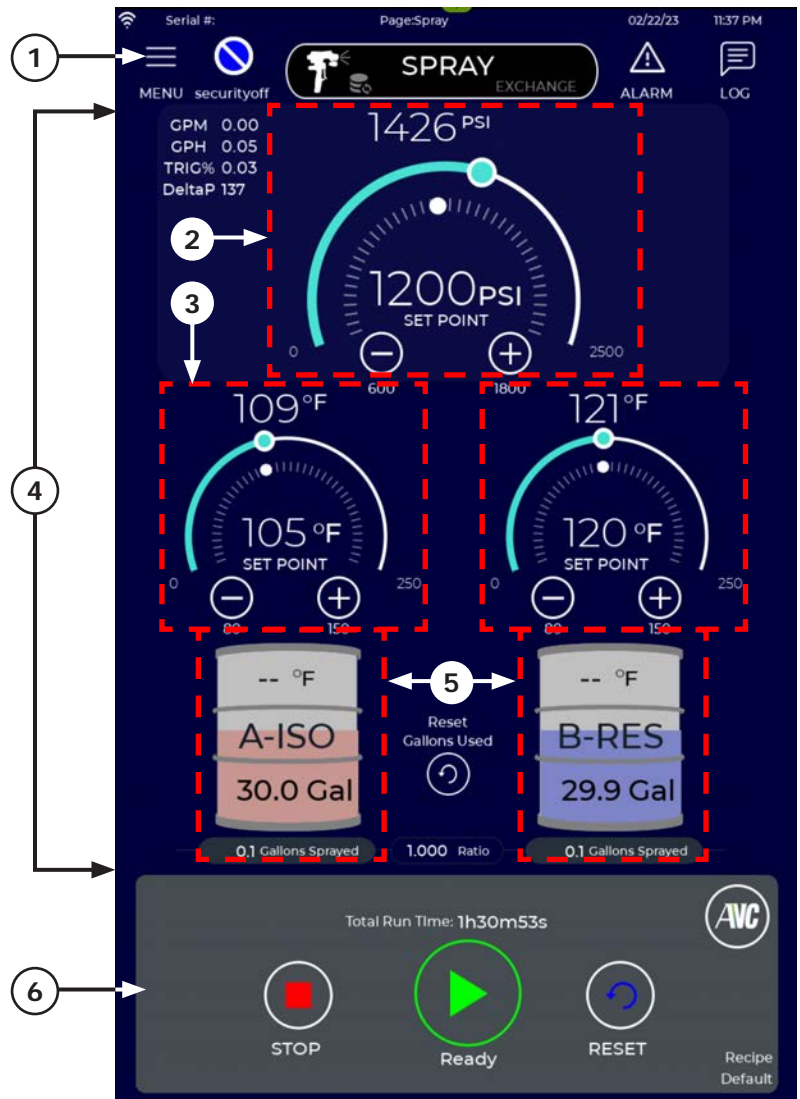 Serial #: Page:Spray 02/22/23 11:37 PM
1
SPRAY
EXCHANGE
MENU securityoff ALARM LOG
GPM 0.00
GPH 0.05
TRIG% 0.03
DeltaP 137
1426 PSI
2
1200 PSI
SET POINT
3
0 2500
600 1800
109 °F 121 °F
4
105 °F 120 °F
SET POINT SET POINT
0 250 0 250
80 150 80 150
-- °F 5 -- °F
Reset
Gallons Used
A-ISO B-RES
30.0 Gal 29.9 Gal
0.1 Gallons Sprayed 1.000 Ratio 0.1 Gallons Sprayed
AVC
Total Run TIme: 1h30m53s
6
STOP Ready RESET
Recipe
Default